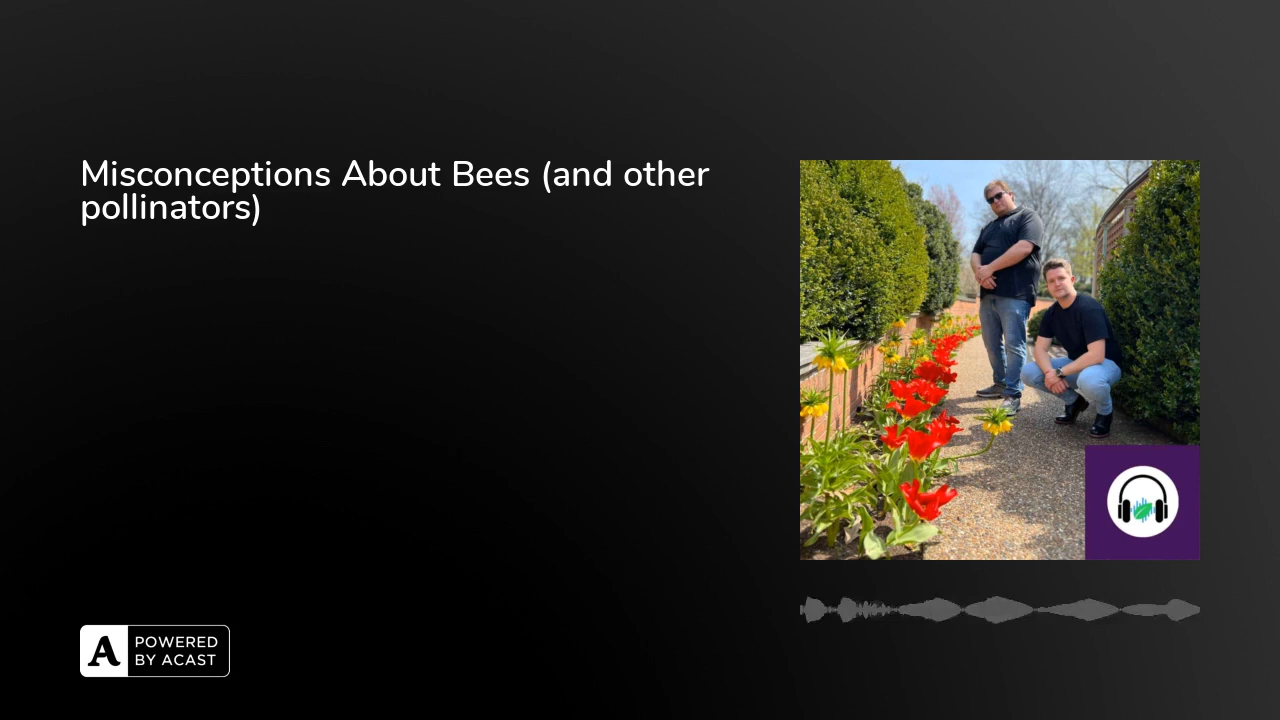 Misconceptions About Bees (and other
pollinators)
A
POWERED
BY ACAST